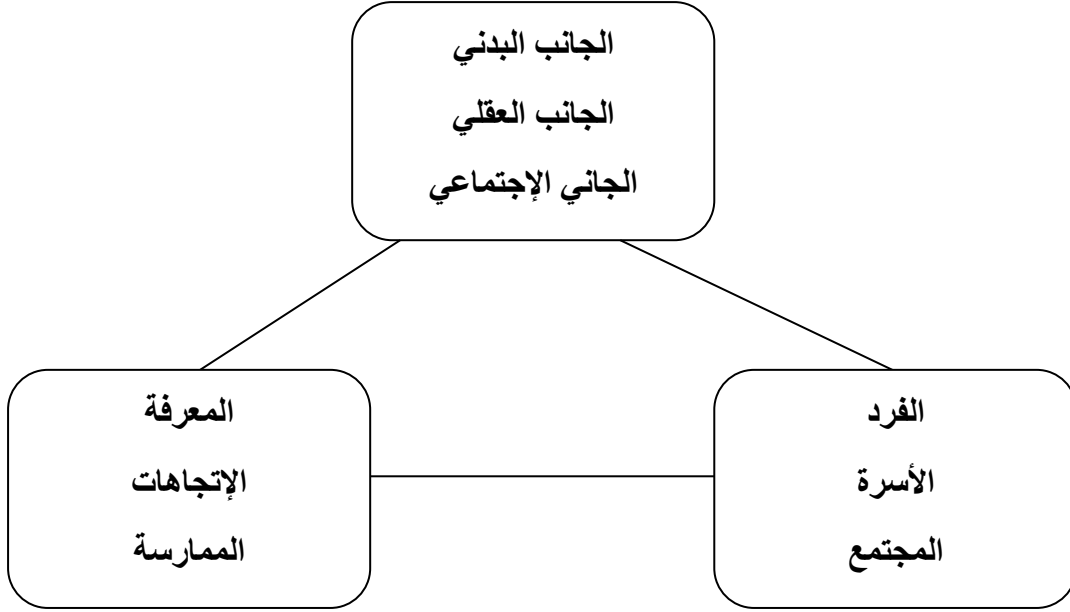 الجانب البدني
الجانب العقلي
الجاني الإجتماعي
الفرد
الأسرة
المجتمع
المعرفة
الإتجاهات
الممارسة